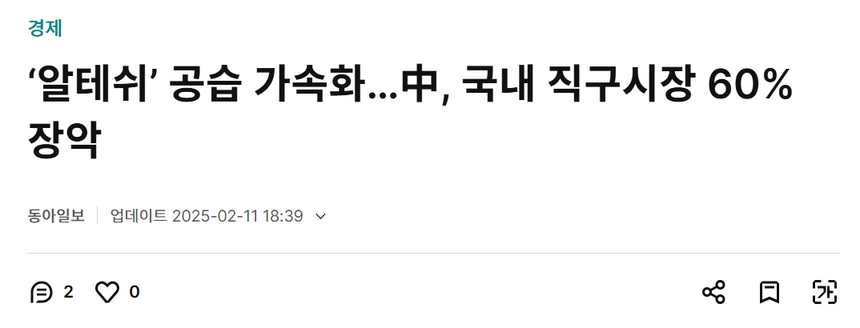 경제
‘알테쉬’ 공습 가속화…中, 국내 직구시장 60%
장악
동아일보 업데이트 2025-02-11 18:39
2 0
가